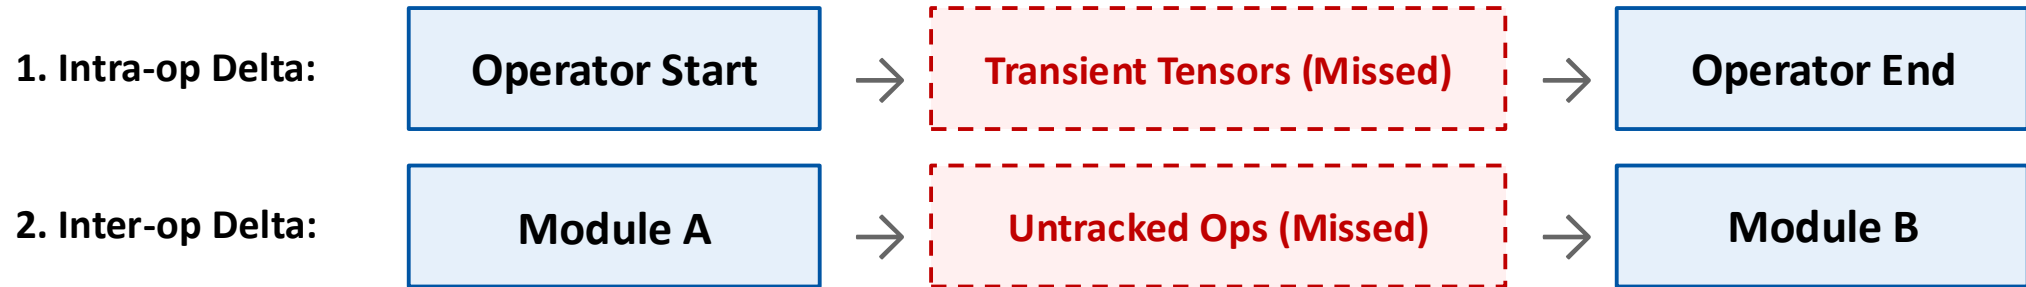 1. Intra-op Delta: Operator Start → Transient Tensors (Missed) → Operator End
2. Inter-op Delta: Module A → Untracked Ops (Missed) → Module B